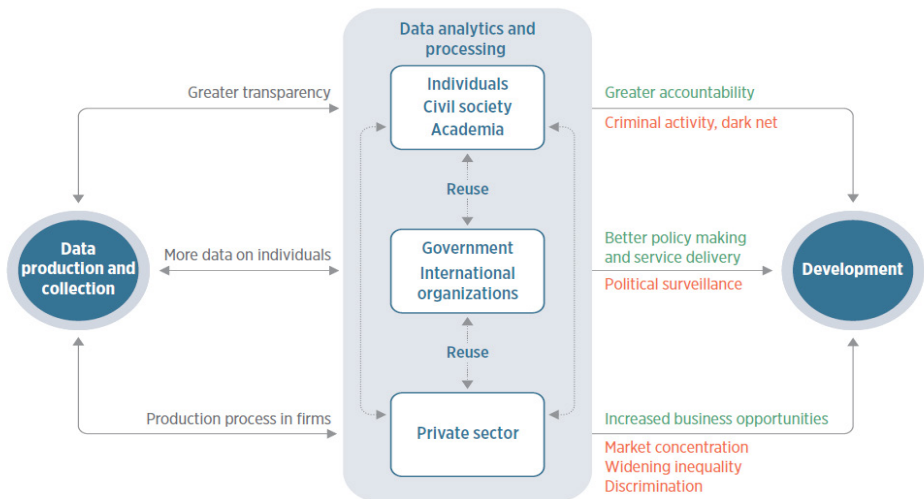 Data analytics and
processing
Individuals
Civil society
Academia
Greater transparency
Greater accountability
Criminal activity, dark net
Reuse
Data
production and
collection
More data on individuals
Government
International
organizations
Better policy making
and service delivery
Political surveillance
Development
Reuse
Production process in firms
Private sector
Increased business opportunities
Market concentration
Widening inequality
Discrimination